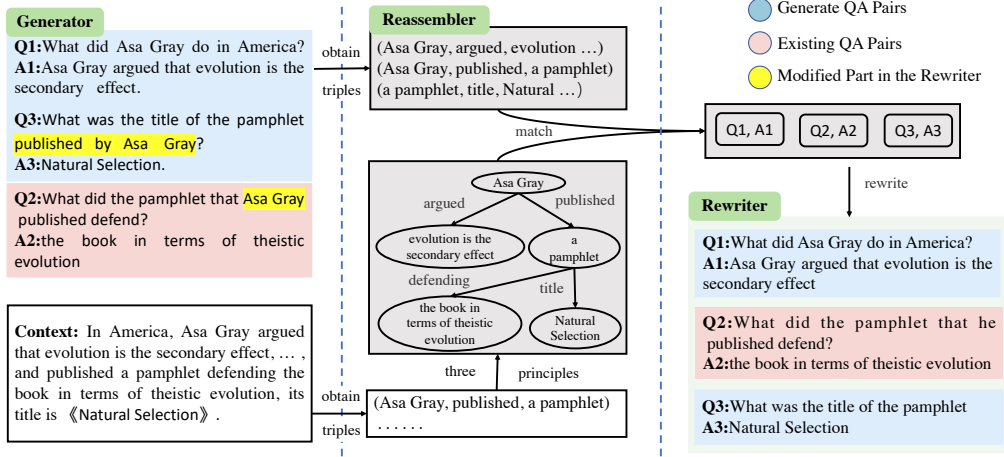 Generator
Q1:What did Asa Gray do in America?
A1:Asa Gray argued that evolution is the
secondary effect.
Q3:What was the title of the pamphlet
published by Asa Gray?
A3:Natural Selection.
Q2:What did the pamphlet that Asa Gray
published defend?
A2:the book in terms of theistic
evolution
Context: In America, Asa Gray argued
that evolution is the secondary effect, … ,
and published a pamphlet defending the
book in terms of theistic evolution, its
title is 《Natural Selection》.
obtain
triples
obtain
triples
Reassembler
(Asa Gray, argued, evolution …)
(Asa Gray, published, a pamphlet)
(a pamphlet, title, Natural …)
match
Asa Gray
argued
published
evolution is the
secondary effect
a
pamphlet
defending
title
the book in
terms of theistic
evolution
Natural
Selection
three
principles
(Asa Gray, published, a pamphlet)
. . . . . .
Generate QA Pairs
Existing QA Pairs
Modified Part in the Rewriter
Q1, A1
Q2, A2
Q3, A3
rewrite
Rewriter
Q1:What did Asa Gray do in America?
A1:Asa Gray argued that evolution is the
secondary effect
Q2:What did the pamphlet that he
published defend?
A2:the book in terms of theistic evolution
Q3:What was the title of the pamphlet
A3:Natural Selection